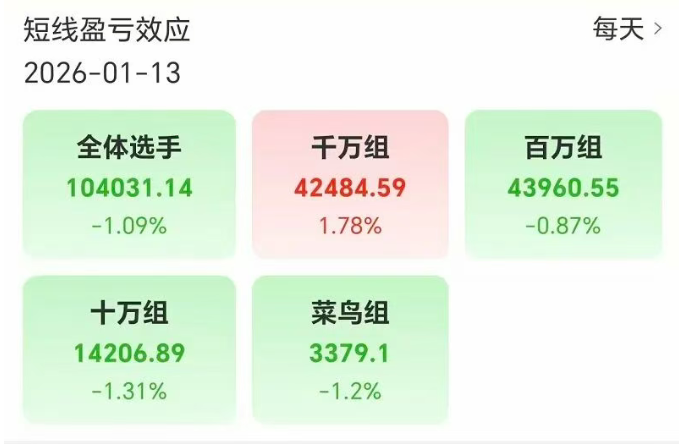 短线盈亏效应
每天 >
2026-01-13
全体选手
104031.14
-1.09%
千万组
42484.59
1.78%
百万组
43960.55
-0.87%
十万组
14206.89
-1.31%
菜鸟组
3379.1
-1.2%